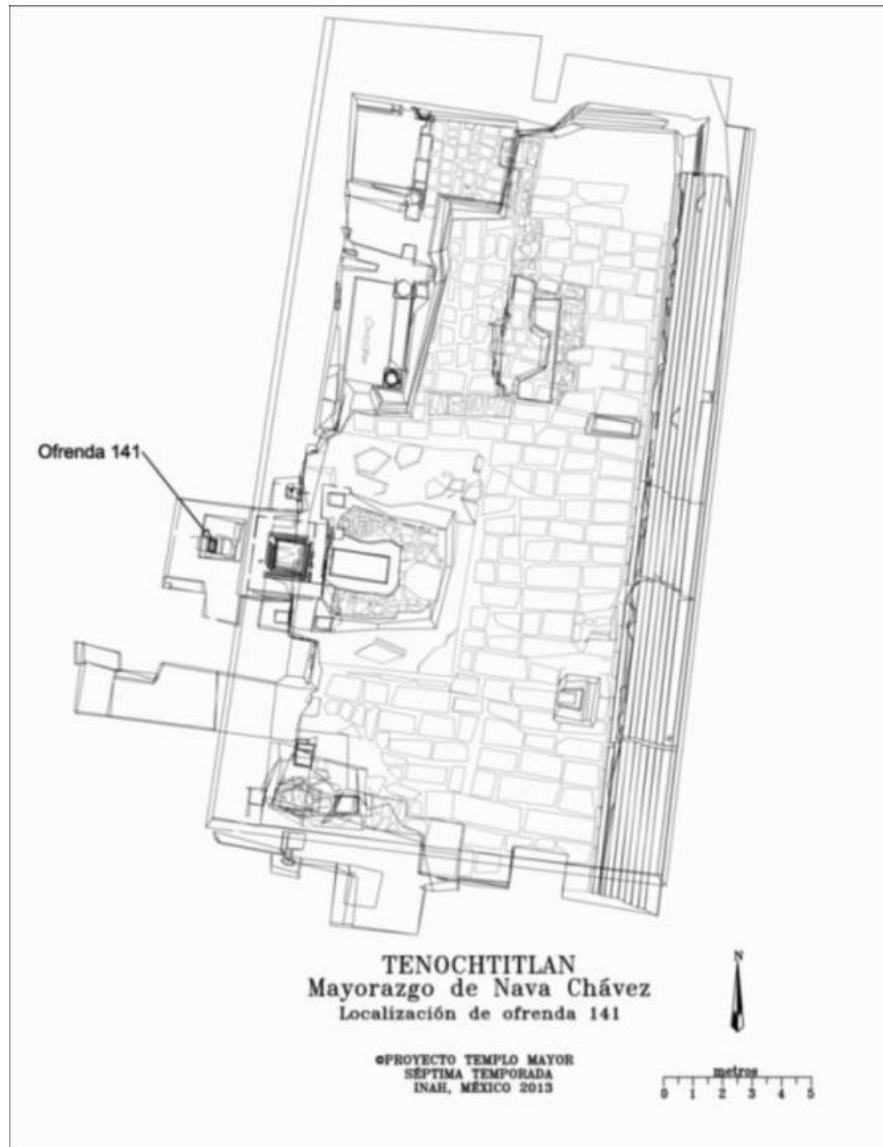 Ofrenda 141
TENOCHTITLAN
Mayorazgo de Nava Chávez
Localización de ofrenda 141
©PROYECTO TEMPLO MAYOR
SÉPTIMA TEMPORADA
INAH, MÉXICO 2013
N
metros
0 1 2 3 4 5